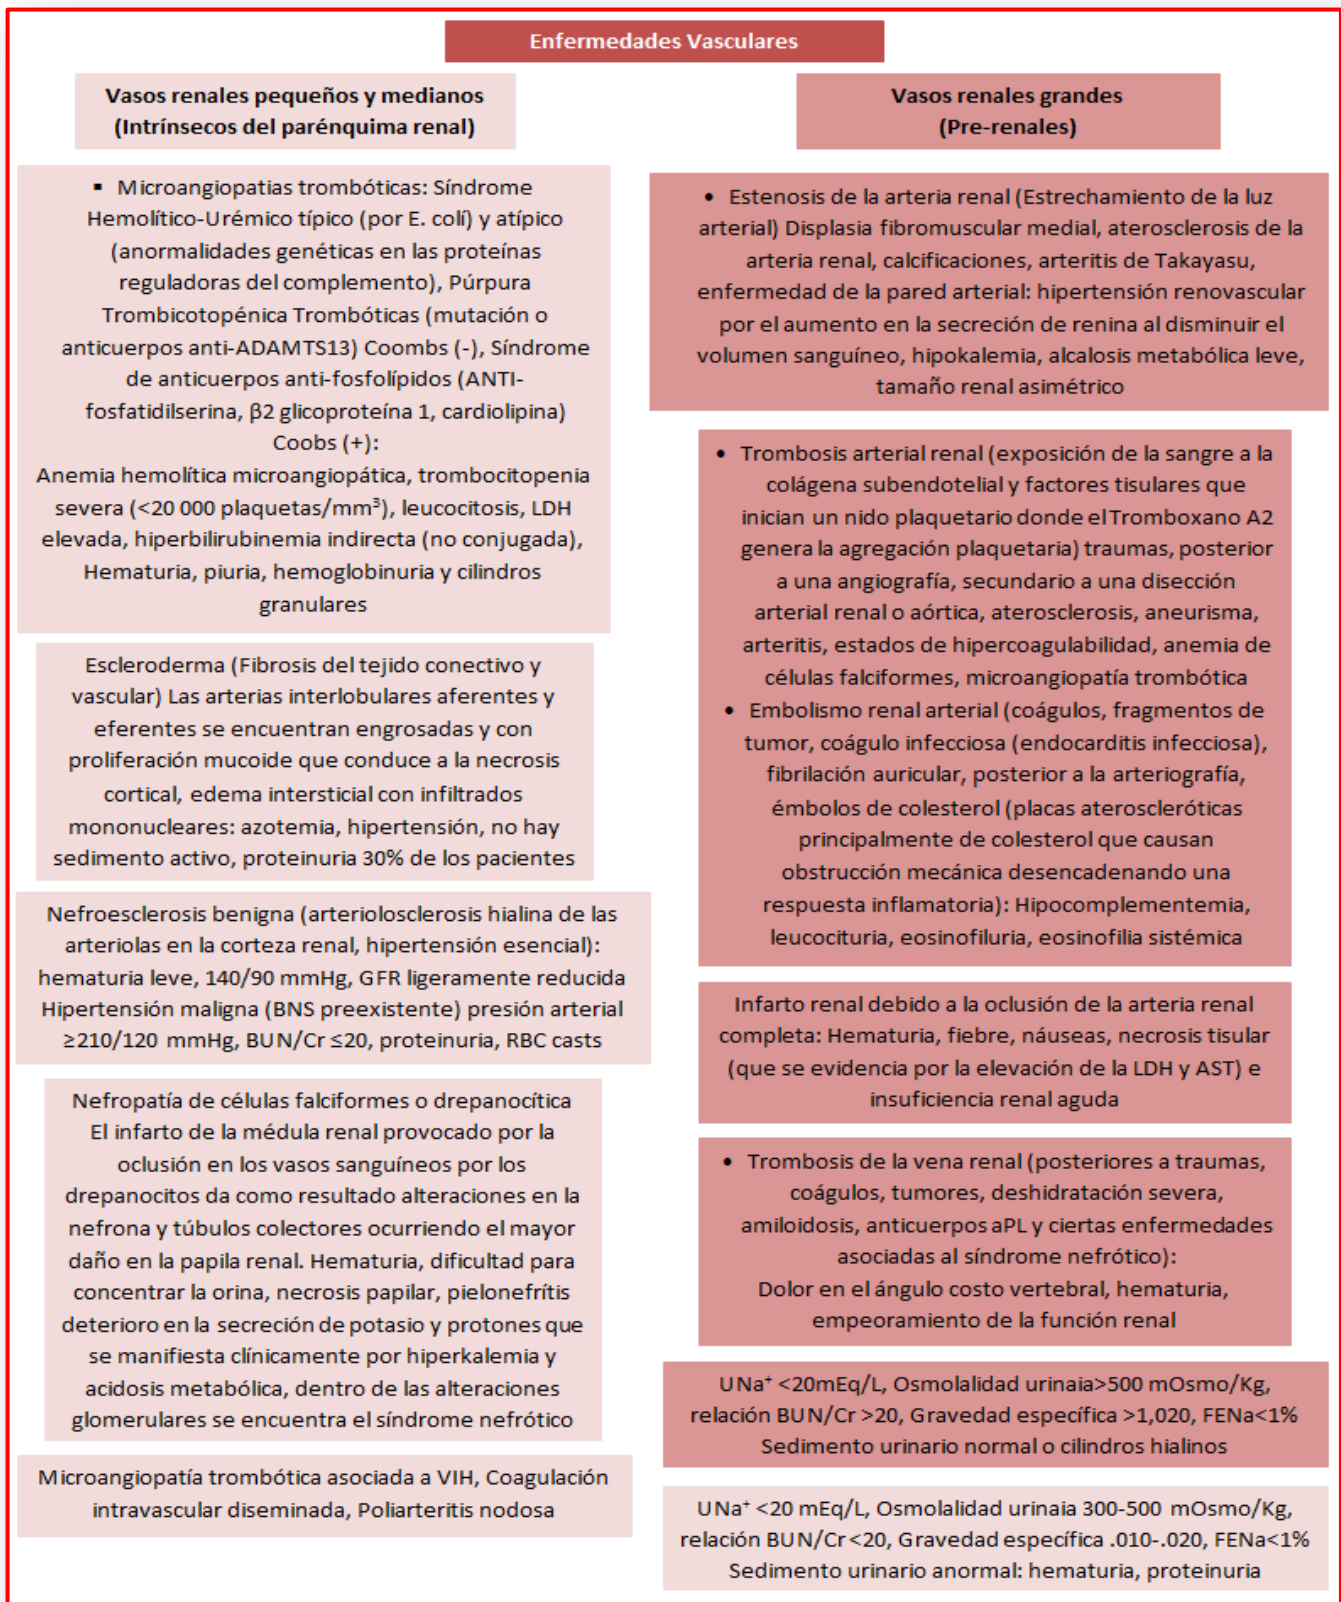 Enfermedades Vasculares
Vasos renales pequeños y medianos
(Intrínsecos del parénquima renal)
▪ Microangiopatias trombóticas: Síndrome
Hemolítico-Urémico típico (por E. colí) y atípico
(anormalidades genéticas en las proteínas
reguladoras del complemento), Púrpura
Trombicotopénica Trombóticas (mutación o
anticuerpos anti-ADAMTS13) Coombs (-), Síndrome
de anticuerpos anti-fosfolípidos (ANTI-
fosfatidilserina, β2 glicoproteína 1, cardiolipina)
Coobs (+):
Anemia hemolítica microangiopática, trombocitopenia
severa (<20 000 plaquetas/mm³), leucocitosis, LDH
elevada, hiperbilirubinemia indirecta (no conjugada),
Hematuria, piuria, hemoglobinuria y cilindros
granulares
Escleroderma (Fibrosis del tejido conectivo y
vascular) Las arterias interlobulares aferentes y
eferentes se encuentran engrosadas y con
proliferación mucoide que conduce a la necrosis
cortical, edema intersticial con infiltrados
mononucleares: azotemia, hipertensión, no hay
sedimento activo, proteinuria 30% de los pacientes
Nefroesclerosis benigna (arteriolosclerosis hialina de las
arteriolas en la corteza renal, hipertensión esencial):
hematuria leve, 140/90 mmHg, GFR ligeramente reducida
Hipertensión maligna (BNS preexistente) presión arterial
≥210/120 mmHg, BUN/Cr ≤20, proteinuria, RBC casts
Nefropatía de células falciformes o drepanocítica
El infarto de la médula renal provocado por la
oclusión en los vasos sanguíneos por los
drepanocitos da como resultado alteraciones en la
nefrona y túbulos colectores ocurriendo el mayor
daño en la papila renal. Hematuria, dificultad para
concentrar la orina, necrosis papilar, pielonefrítis
deterioro en la secreción de potasio y protones que
se manifiesta clínicamente por hiperkalemia y
acidosis metabólica, dentro de las alteraciones
glomerulares se encuentra el síndrome nefrótico
Microangiopatía trombótica asociada a VIH, Coagulación
intravascular diseminada, Poliarteritis nodosa
Vasos renales grandes
(Pre-renales)
• Estenosis de la arteria renal (Estrechamiento de la luz
arterial) Displasia fibromuscular medial, aterosclerosis de la
arteria renal, calcificaciones, arteritis de Takayasu,
enfermedad de la pared arterial: hipertensión renovascular
por el aumento en la secreción de renina al disminuir el
volumen sanguíneo, hipokalemia, alcalosis metabólica leve,
tamaño renal asimétrico
• Trombosis arterial renal (exposición de la sangre a la
colágena subendotelial y factores tisulares que
inician un nido plaquetario donde el Tromboxano A2
genera la agregación plaquetaria) traumas, posterior
a una angiografía, secundario a una disección
arterial renal o aórtica, aterosclerosis, aneurisma,
arteritis, estados de hipercoagulabilidad, anemia de
células falciformes, microangiopatía trombótica
• Embolismo renal arterial (coágulos, fragmentos de
tumor, coágulo infecciosa (endocarditis infecciosa),
fibrilación auricular, posterior a la arteriografía,
émbolos de colesterol (placas ateroscleróticas
principalmente de colesterol que causan
obstrucción mecánica desencadenando una
respuesta inflamatoria): Hipocomplementemia,
leucocituria, eosinofiluria, eosinofilia sistémica
Infarto renal debido a la oclusión de la arteria renal
completa: Hematuria, fiebre, náuseas, necrosis tisular
(que se evidencia por la elevación de la LDH y AST) e
insuficiencia renal aguda
• Trombosis de la vena renal (posteriores a traumas,
coágulos, tumores, deshidratación severa,
amiloidosis, anticuerpos aPL y ciertas enfermedades
asociadas al síndrome nefrótico):
Dolor en el ángulo costo vertebral, hematuria,
empeoramiento de la función renal
UNa⁺ <20mEq/L, Osmolalidad urinaia>500 mOsmo/Kg,
relación BUN/Cr >20, Gravedad específica >1,020, FENa<1%
Sedimento urinario normal o cilindros hialinos
UNa⁺ <20 mEq/L, Osmolalidad urinaia 300-500 mOsmo/Kg,
relación BUN/Cr <20, Gravedad específica .010-.020, FENa<1%
Sedimento urinario anormal: hematuria, proteinuria